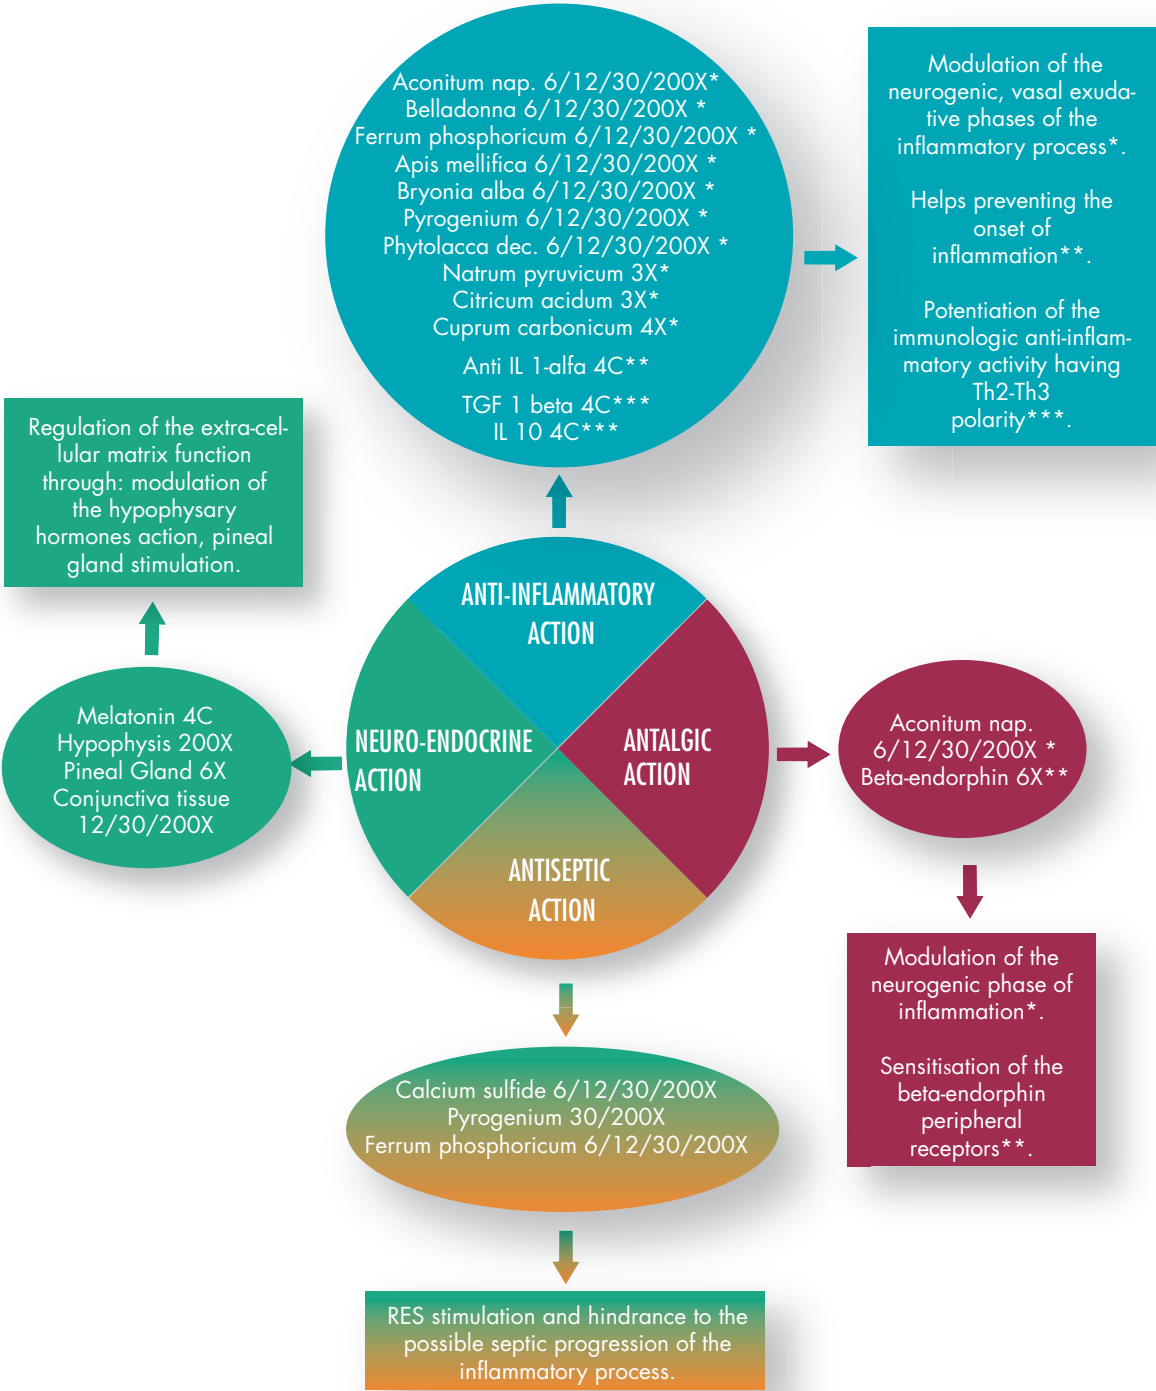 Aconitum nap. 6/12/30/200X*
Belladonna 6/12/30/200X *
Ferrum phosphoricum 6/12/30/200X *
Apis mellifica 6/12/30/200X *
Bryonia alba 6/12/30/200X *
Pyrogenium 6/12/30/200X *
Phytolacca dec. 6/12/30/200X *
Natrum pyruvicum 3X*
Citricum acidum 3X*
Cuprum carbonicum 4X*
Anti IL 1-alfa 4C**
TGF 1 beta 4C***
IL 10 4C***
Modulation of the
neurogenic, vasal exuda-
tive phases of the
inflammatory process*.
Helps preventing the
onset of
inflammation**.
Potentiation of the
immunologic anti-inflam-
matory activity having
Th2-Th3
polarity***.
Regulation of the extra-cel-
lular matrix function
through: modulation of
the hypophysary
hormones action, pineal
gland stimulation.
ANTI-INFLAMMATORY
ACTION
Melatonin 4C
Hypophysis 200X
Pineal Gland 6X
Conjunctiva tissue
12/30/200X
NEURO-ENDOCRINE
ACTION
ANTALGIC
ACTION
Aconitum nap.
6/12/30/200X *
Beta-endorphin 6X**
ANTISEPTIC
ACTION
Modulation of the
neurogenic phase of
inflammation*.
Sensitisation of the
beta-endorphin
peripheral
receptors**.
Calcium sulfide 6/12/30/200X
Pyrogenium 30/200X
Ferrum phosphoricum 6/12/30/200X
RES stimulation and hindrance to the
possible septic progression of the
inflammatory process.